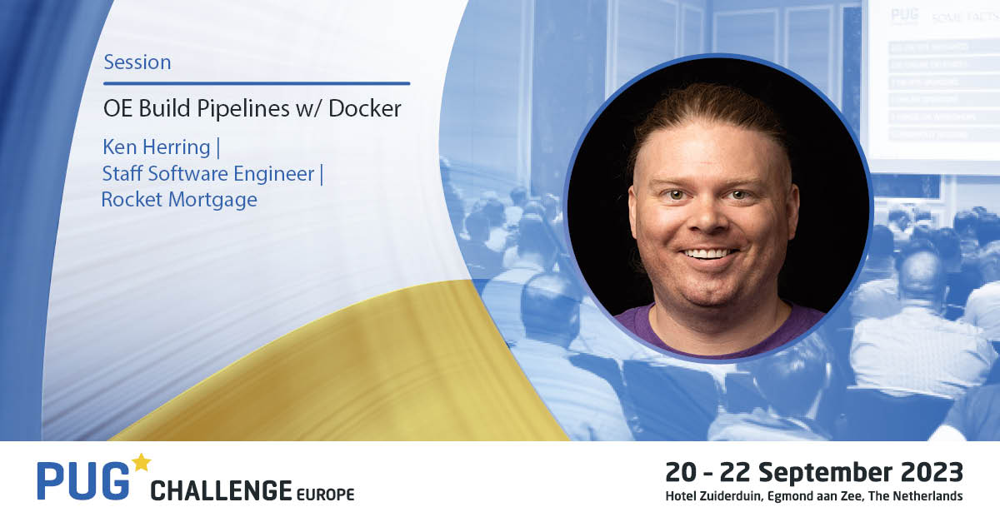 Session
OE Build Pipelines w/ Docker
Ken Herring |
Staff Software Engineer |
Rocket Mortgage
PUG
SOME FACTS
PUG
CHALLENGE EUROPE
20 – 22 September 2023
Hotel Zuiderduin, Egmond aan Zee, The Netherlands